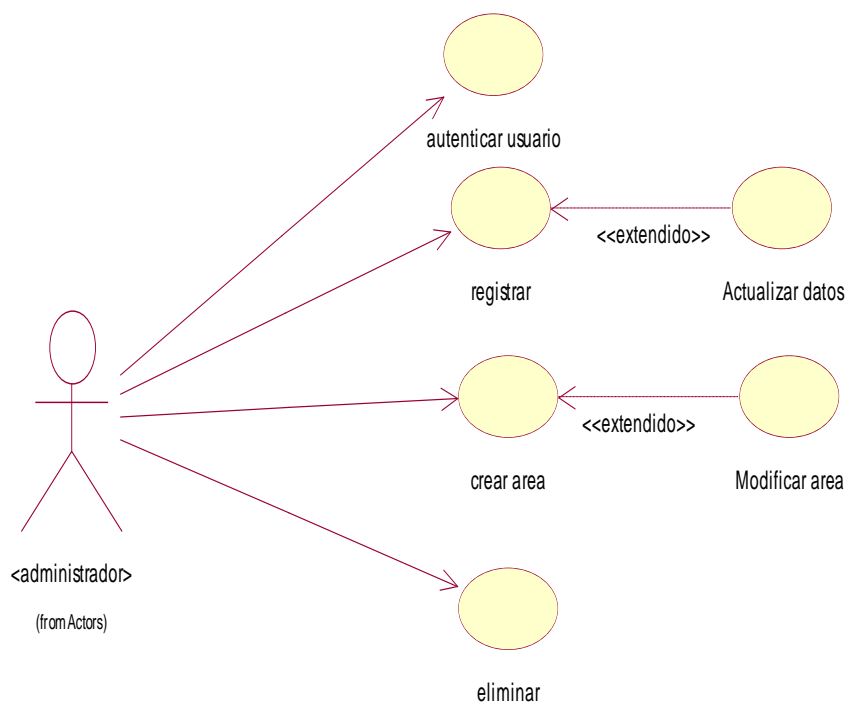 autenticar usuario
<<extendido>>
registrar
Actualizar datos
<<extendido>>
crear area
Modificar area
<administrador>
(from Actors)
eliminar